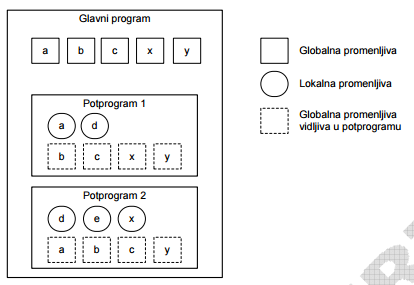 Glavni program
a b c x y
Globalna promenljiva
Lokalna promenljiva
Globalna promenljiva
vidljiva u potprogramu
Potprogram 1
a d
b c x y
Potprogram 2
d e x
a b c y